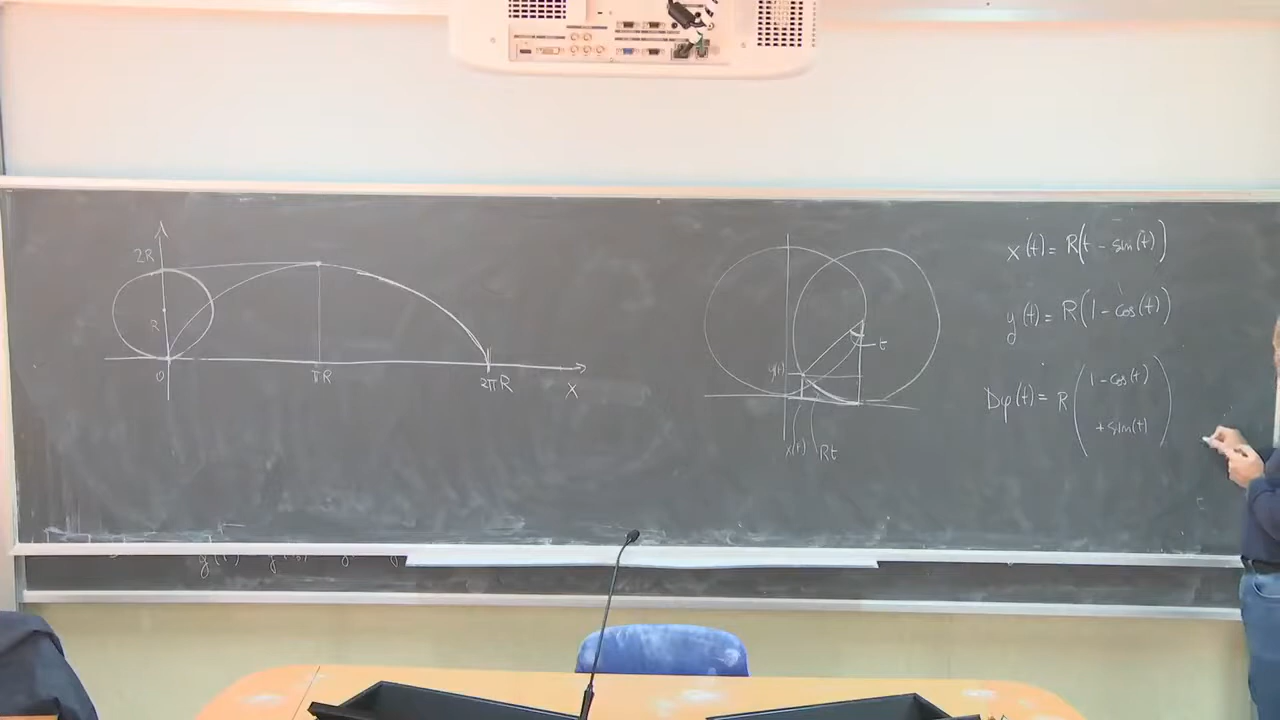 2R
R
0
πR
2πR
x
y(t)
t
x(t)
Rt
x(t) = R(t - sin(t))
y(t) = R(1 - cos(t))
Dφ(t) = R (1 - cos(t)
+ sin(t))